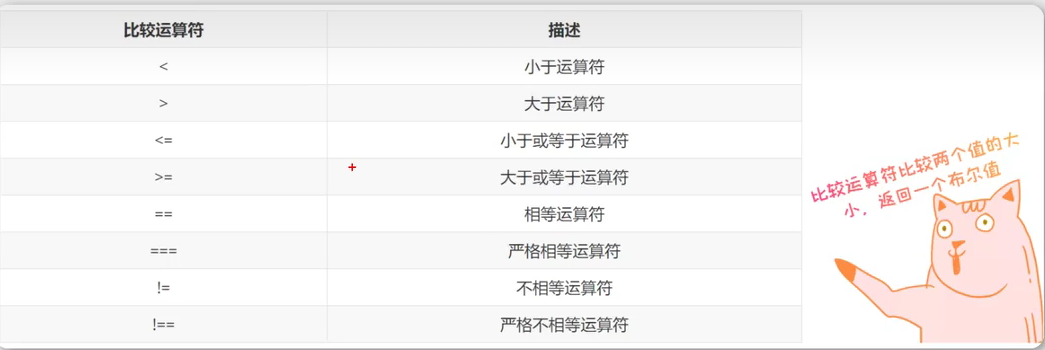 比较运算符 描述
< 小于运算符
> 大于运算符
<= 小于或等于运算符
>= 大于或等于运算符
== 相等运算符
=== 严格相等运算符
!= 不相等运算符
!== 严格不相等运算符
比较运算符比较两个值的大
小，返回一个布尔值